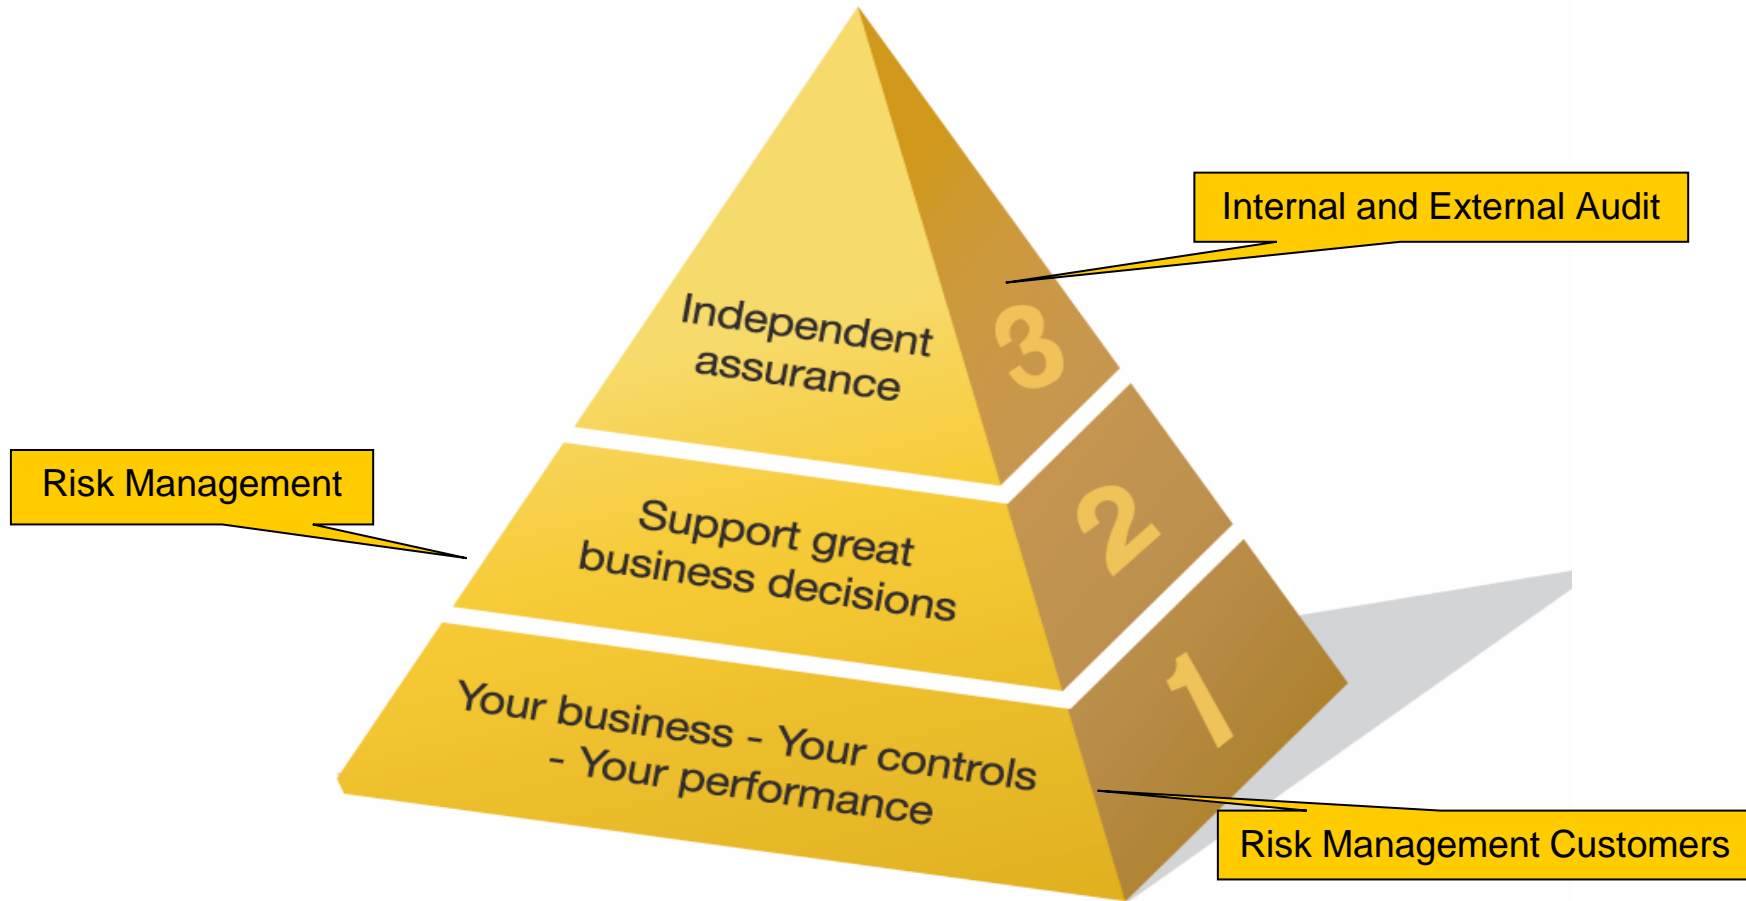 Internal and External Audit
3
Independent
assurance
Risk Management
2
Support great
business decisions
1
Your business - Your controls
- Your performance
Risk Management Customers